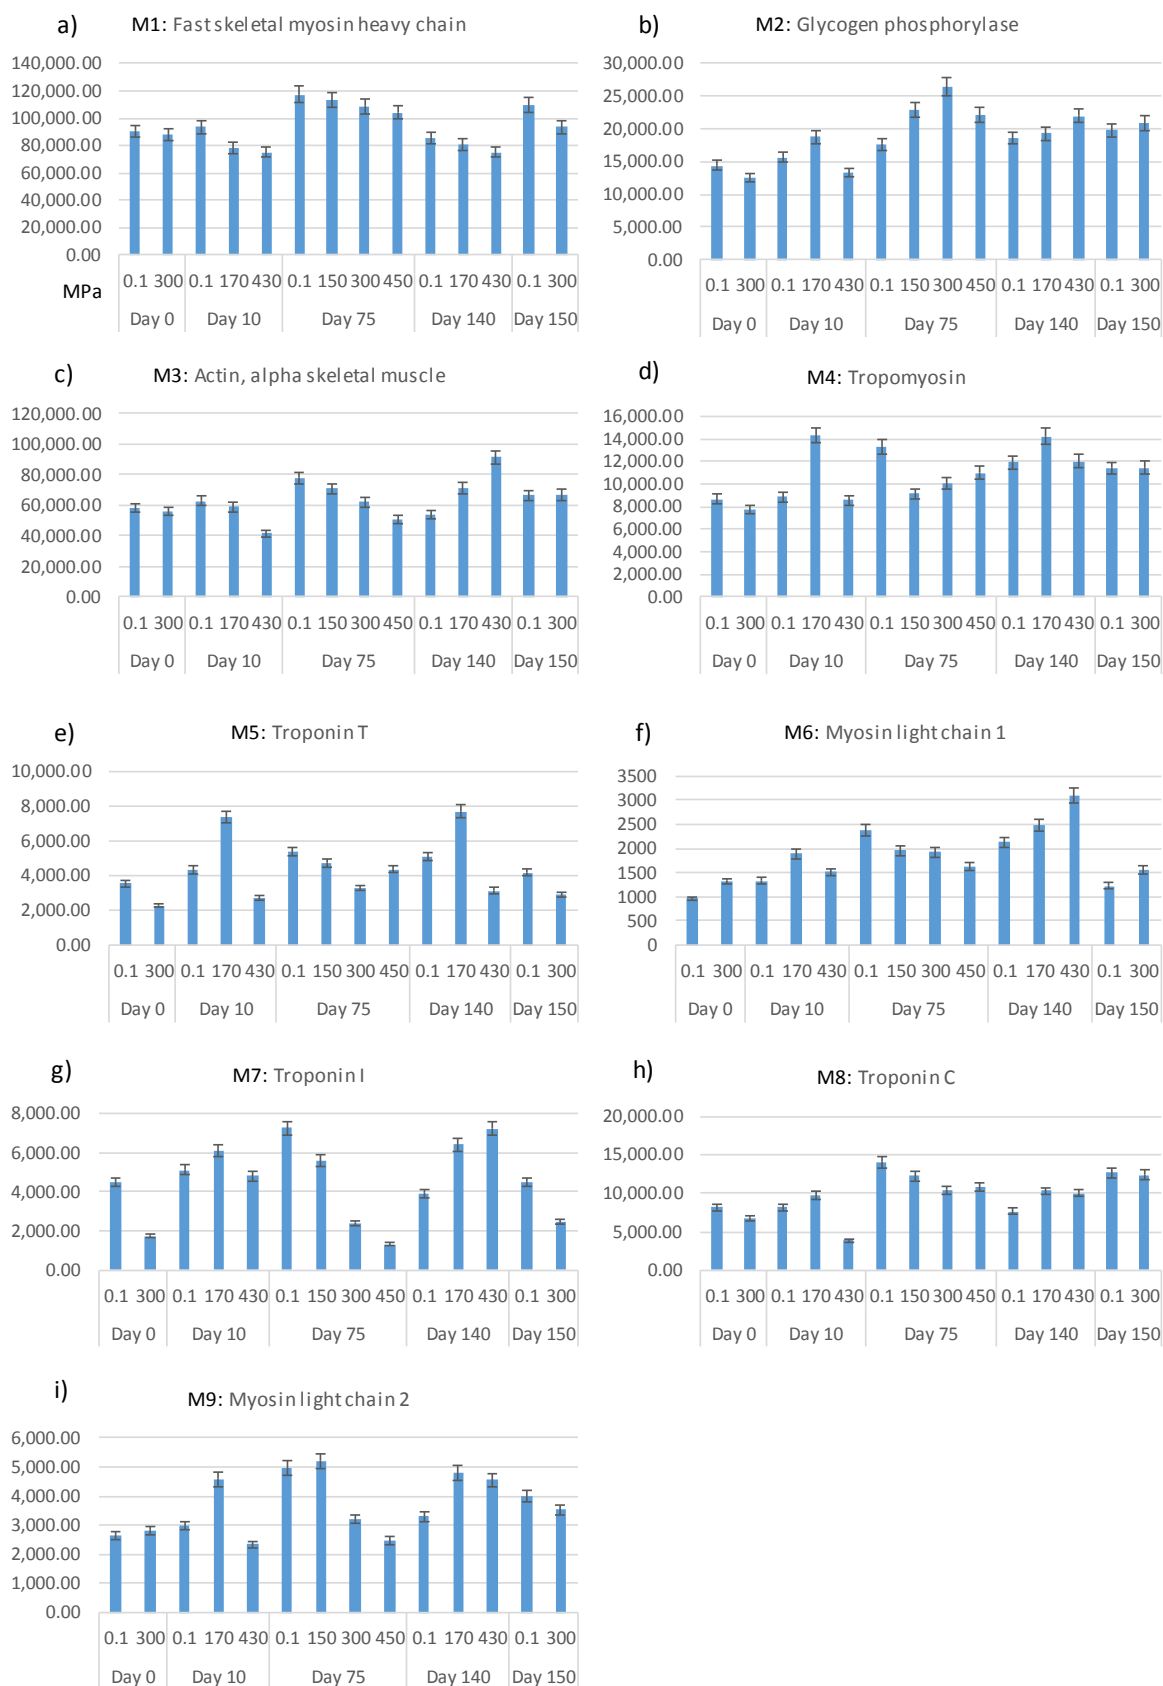 a)
M1: Fast skeletal myosin heavy chain
140,000.00
120,000.00
100,000.00
80,000.00
60,000.00
40,000.00
20,000.00
0.00
MPa
0.1 300 0.1 170 430 0.1 150 300 450 0.1 170 430 0.1 300
Day 0 Day 10 Day 75 Day 140 Day 150
b)
M2: Glycogen phosphorylase
30,000.00
25,000.00
20,000.00
15,000.00
10,000.00
5,000.00
0.00
0.1 300 0.1 170 430 0.1 150 300 450 0.1 170 430 0.1 300
Day 0 Day 10 Day 75 Day 140 Day 150
c)
M3: Actin, alpha skeletal muscle
120,000.00
100,000.00
80,000.00
60,000.00
40,000.00
20,000.00
0.00
0.1 300 0.1 170 430 0.1 150 300 450 0.1 170 430 0.1 300
Day 0 Day 10 Day 75 Day 140 Day 150
d)
M4: Tropomyosin
16,000.00
14,000.00
12,000.00
10,000.00
8,000.00
6,000.00
4,000.00
2,000.00
0.00
0.1 300 0.1 170 430 0.1 150 300 450 0.1 170 430 0.1 300
Day 0 Day 10 Day 75 Day 140 Day 150
e)
M5: Troponin T
10,000.00
8,000.00
6,000.00
4,000.00
2,000.00
0.00
0.1 300 0.1 170 430 0.1 150 300 450 0.1 170 430 0.1 300
Day 0 Day 10 Day 75 Day 140 Day 150
f)
M6: Myosin light chain 1
3500
3000
2500
2000
1500
1000
500
0
0.1 300 0.1 170 430 0.1 150 300 450 0.1 170 430 0.1 300
Day 0 Day 10 Day 75 Day 140 Day 150
g)
M7: Troponin I
8,000.00
6,000.00
4,000.00
2,000.00
0.00
0.1 300 0.1 170 430 0.1 150 300 450 0.1 170 430 0.1 300
Day 0 Day 10 Day 75 Day 140 Day 150
h)
M8: Troponin C
20,000.00
15,000.00
10,000.00
5,000.00
0.00
0.1 300 0.1 170 430 0.1 150 300 450 0.1 170 430 0.1 300
Day 0 Day 10 Day 75 Day 140 Day 150
i)
M9: Myosin light chain 2
6,000.00
5,000.00
4,000.00
3,000.00
2,000.00
1,000.00
0.00
0.1 300 0.1 170 430 0.1 150 300 450 0.1 170 430 0.1 300
Day 0 Day 10 Day 75 Day 140 Day 150